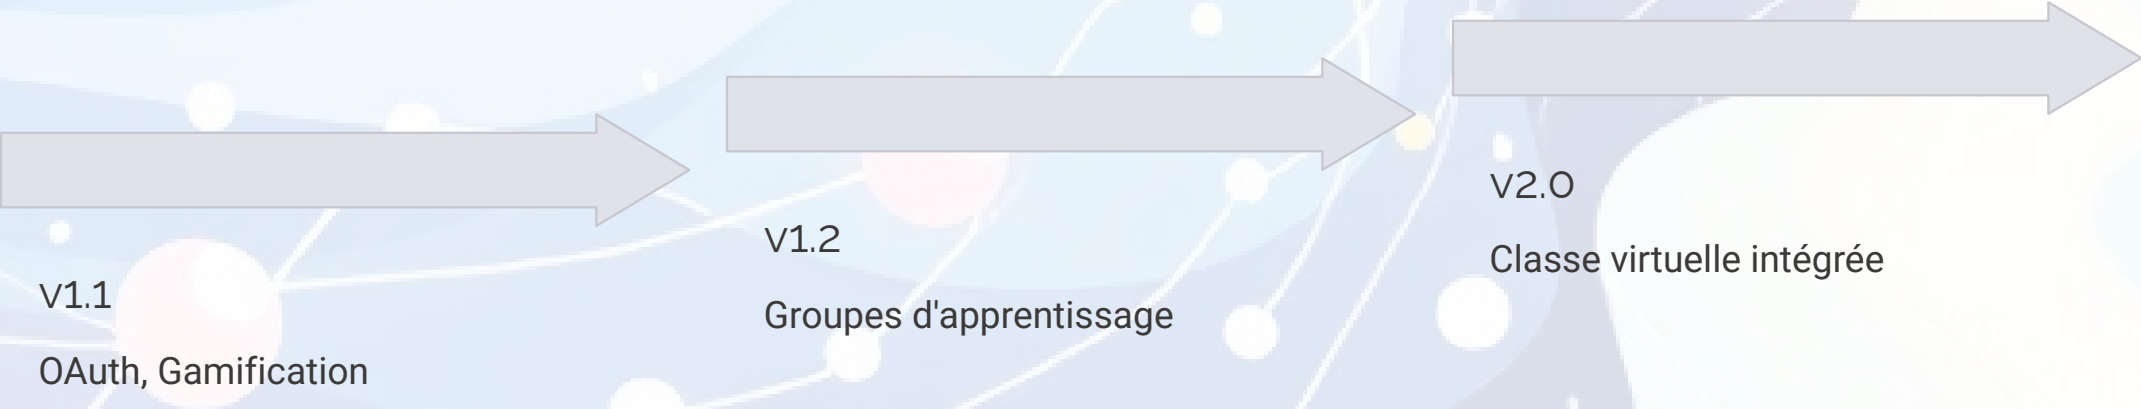 V1.1
OAuth, Gamification
V1.2
Groupes d'apprentissage
V2.0
Classe virtuelle intégrée